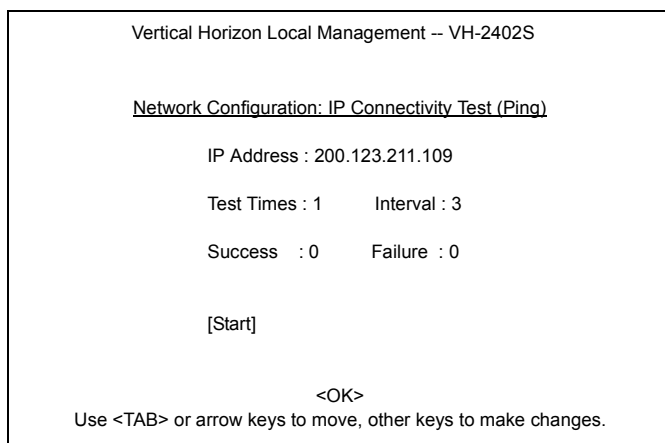 Vertical Horizon Local Management -- VH-2402S
Network Configuration: IP Connectivity Test (Ping)
IP Address : 200.123.211.109
Test Times : 1 Interval : 3
Success : 0 Failure : 0
[Start]
<OK>
Use <TAB> or arrow keys to move, other keys to make changes.